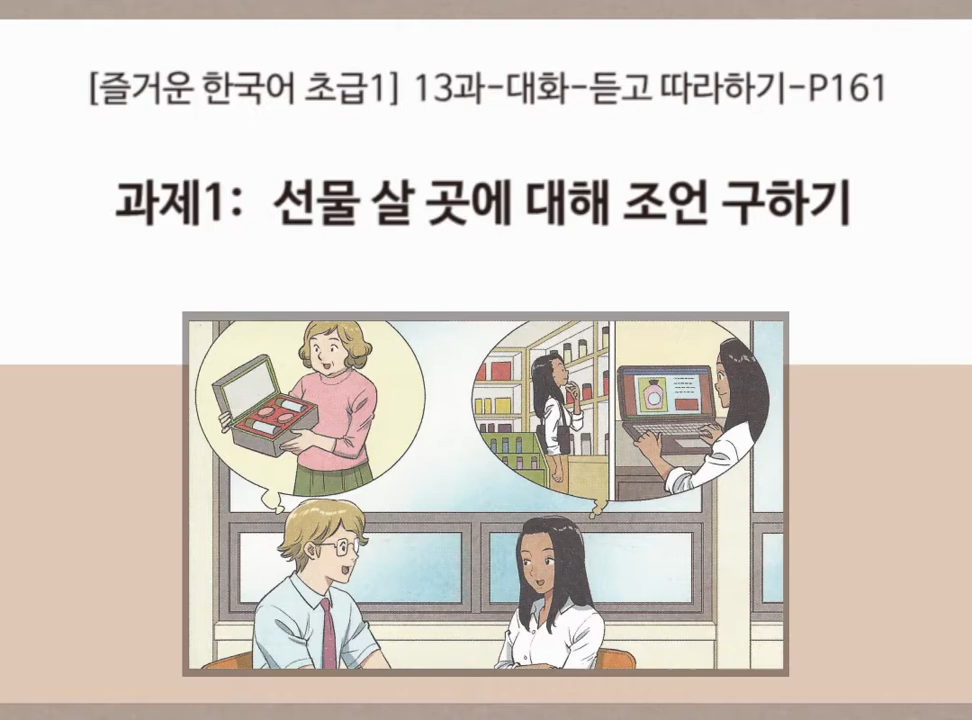 [즐거운 한국어 초급1] 13과-대화-듣고 따라하기-P161
과제1: 선물 살 곳에 대해 조언 구하기